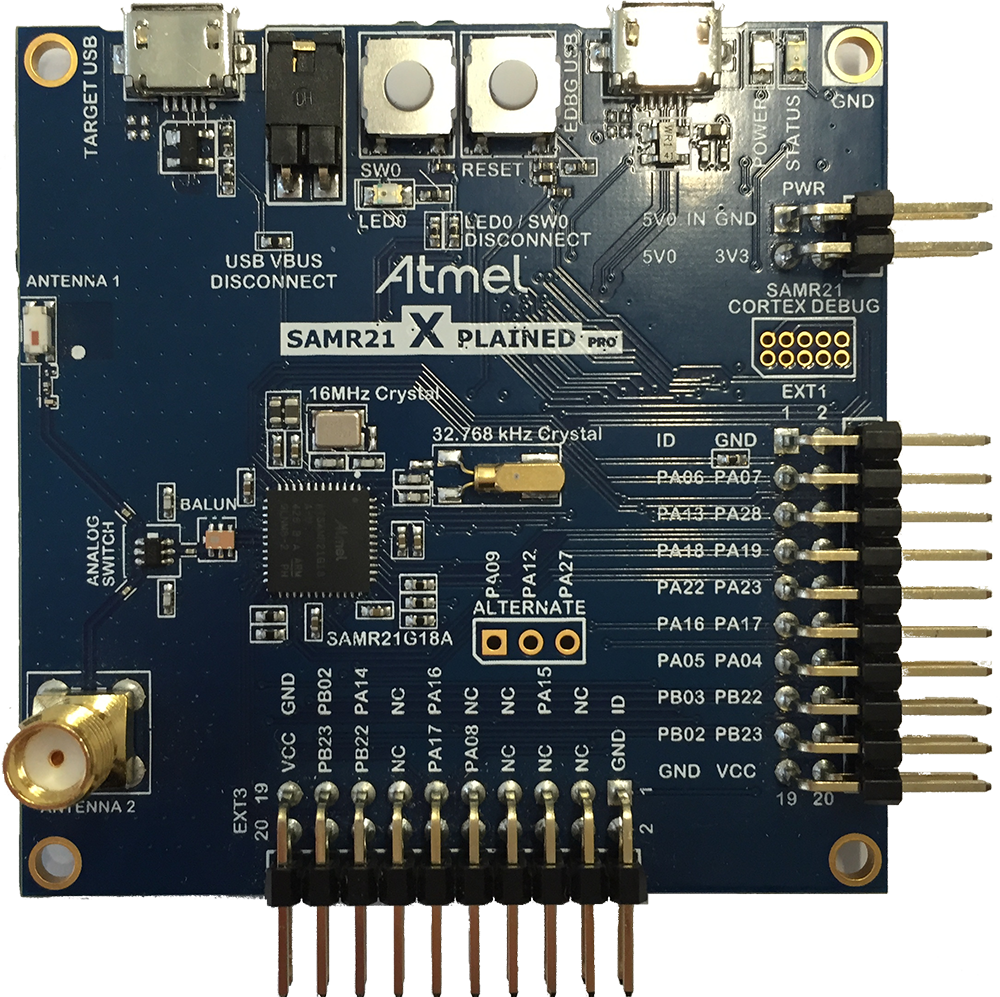 TARGET USB
EDBG USB
POWER
STATUS
GND
SW0
RESET
LED0
LED0 / SW0
DISCONNECT
USB VBUS
DISCONNECT
PWR
5V0 IN GND
5V0 3V3
ANTENNA 1
Atmel
SAMR21 X PLAINED PRO
SAMR21
CORTEX DEBUG
EXT1
1 2
16MHz Crystal
32.768 kHz Crystal
ID GND
PA06 PA07
PA13 PA28
PA18 PA19
PA22 PA23
PA16 PA17
PA05 PA04
PB03 PB22
PB02 PB23
GND VCC
19 20
BALUN
ANALOG
SWITCH
Atmel
SAMR21G18A
PA09
PA12
PA27
ALTERNATE
GND PB02 PA14 NC PA16 NC NC PA15 NC ID
VCC PB23 PB22 NC PA17 PA08 NC NC NC GND
ANTENNA 2
EXT3
19
20
1
2